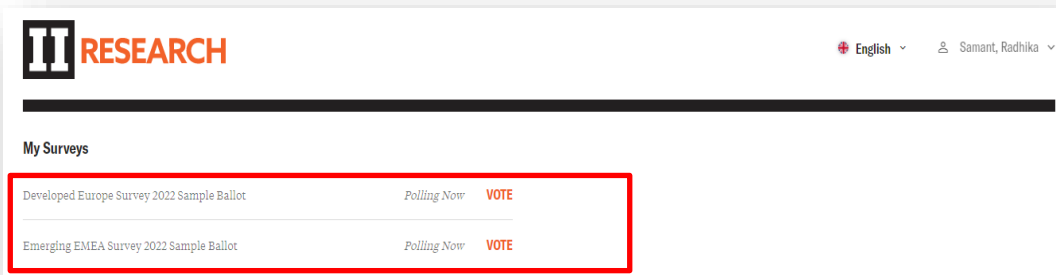 II RESEARCH
English
Samant, Radhika
My Surveys
Developed Europe Survey 2022 Sample Ballot Polling Now VOTE
Emerging EMEA Survey 2022 Sample Ballot Polling Now VOTE